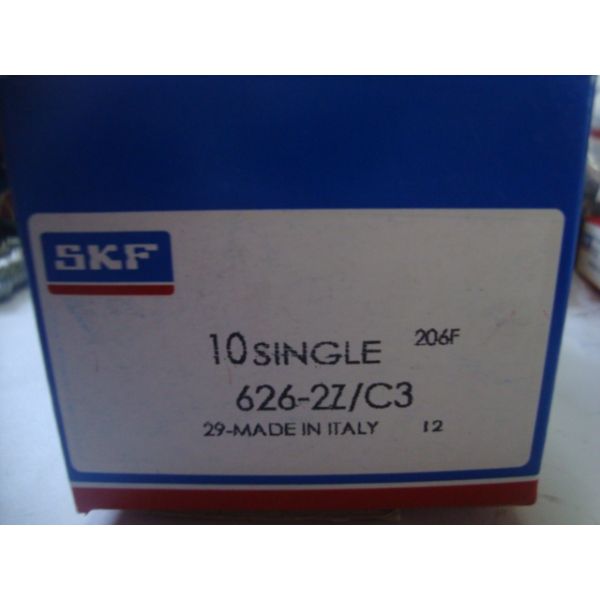 SKF
10 SINGLE 206F
626-2Z/C3
29-MADE IN ITALY 12